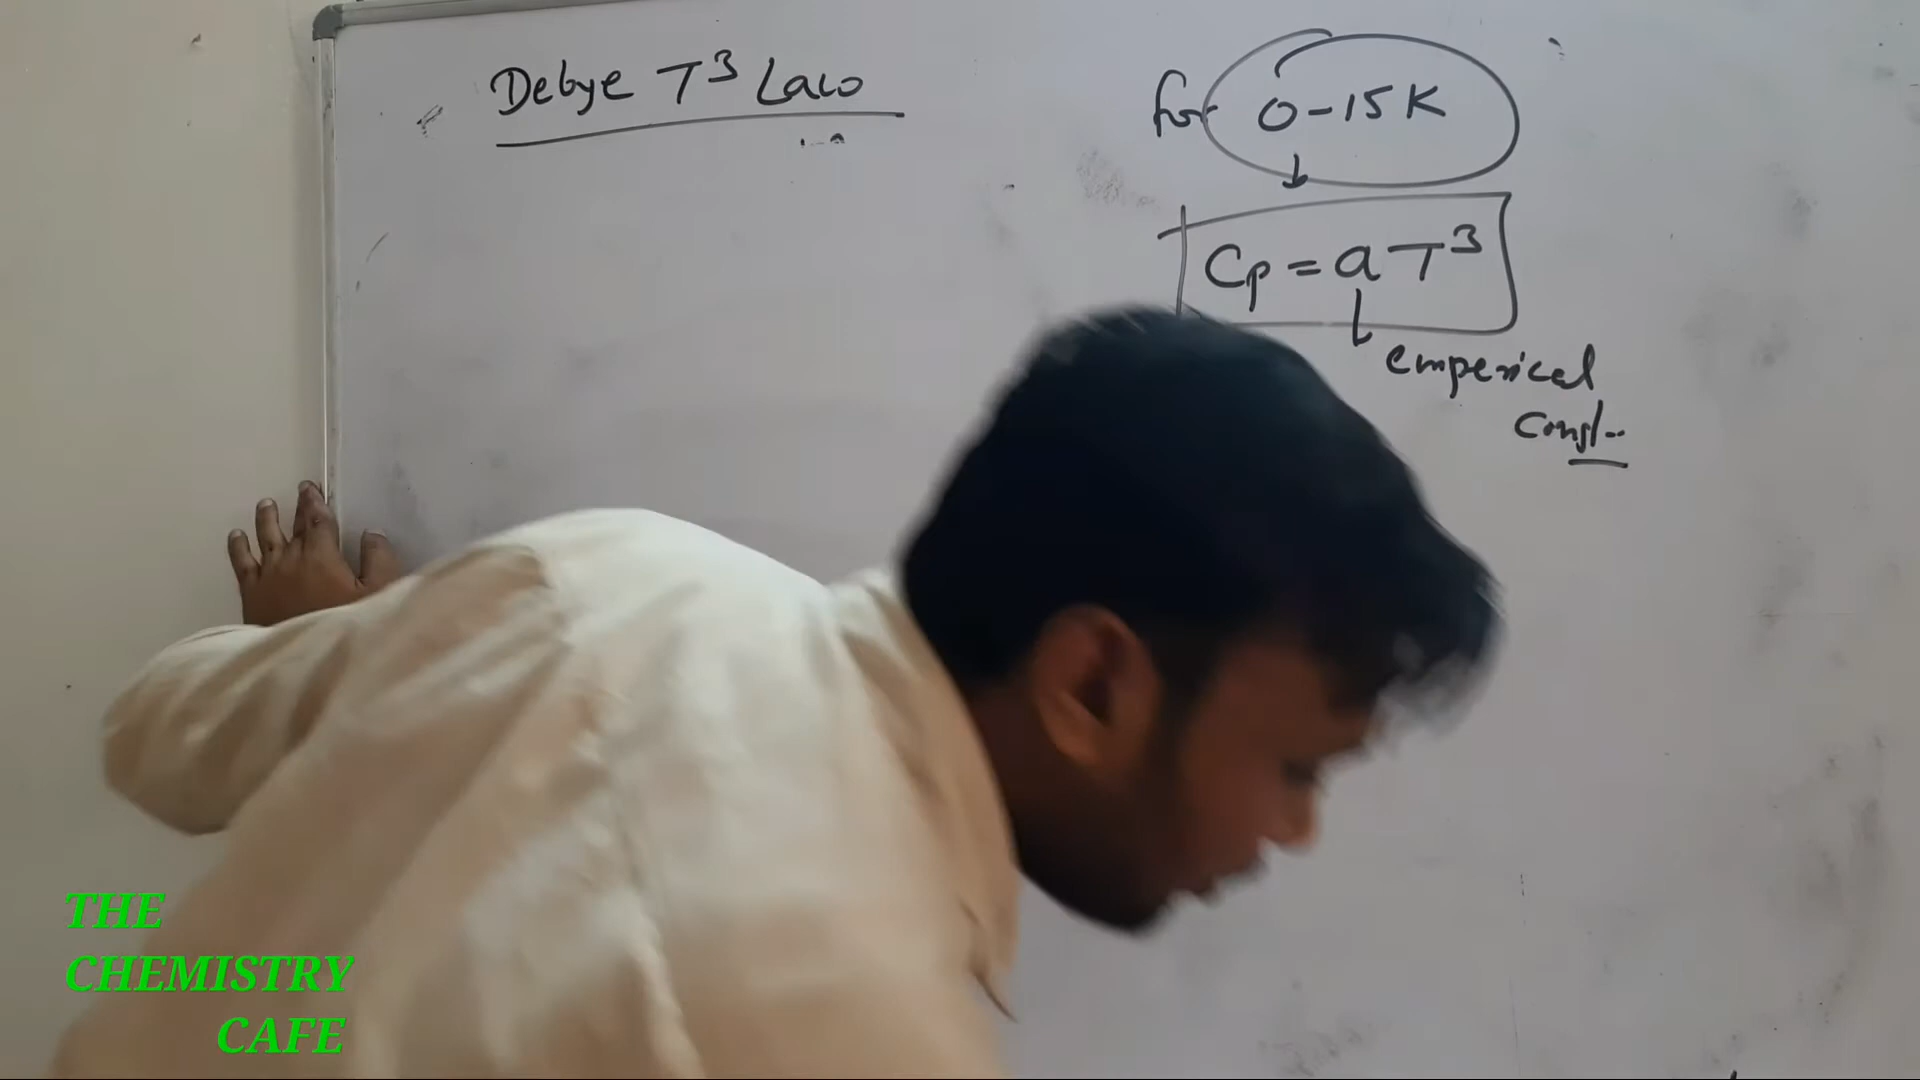 Debye T³ Law
for 0-15K
Cp = aT³
emperical
Const..
THE
CHEMISTRY
CAFE